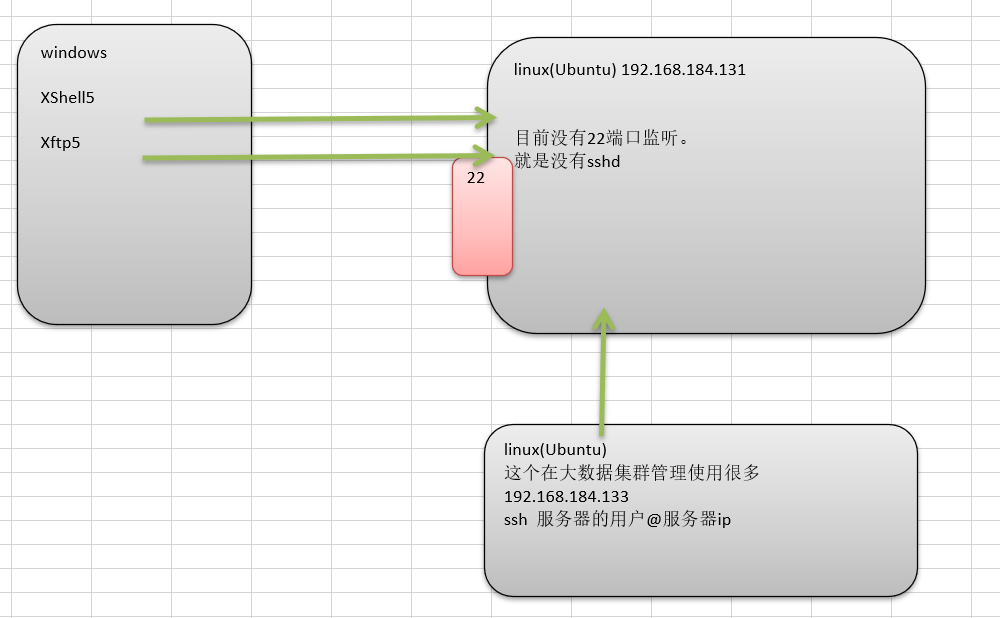 windows
XShell5
Xftp5
linux(Ubuntu) 192.168.184.131
目前没有22端口监听。
就是没有sshd
22
linux(Ubuntu)
这个在大数据集群管理使用很多
192.168.184.133
ssh 服务器的用户@服务器ip